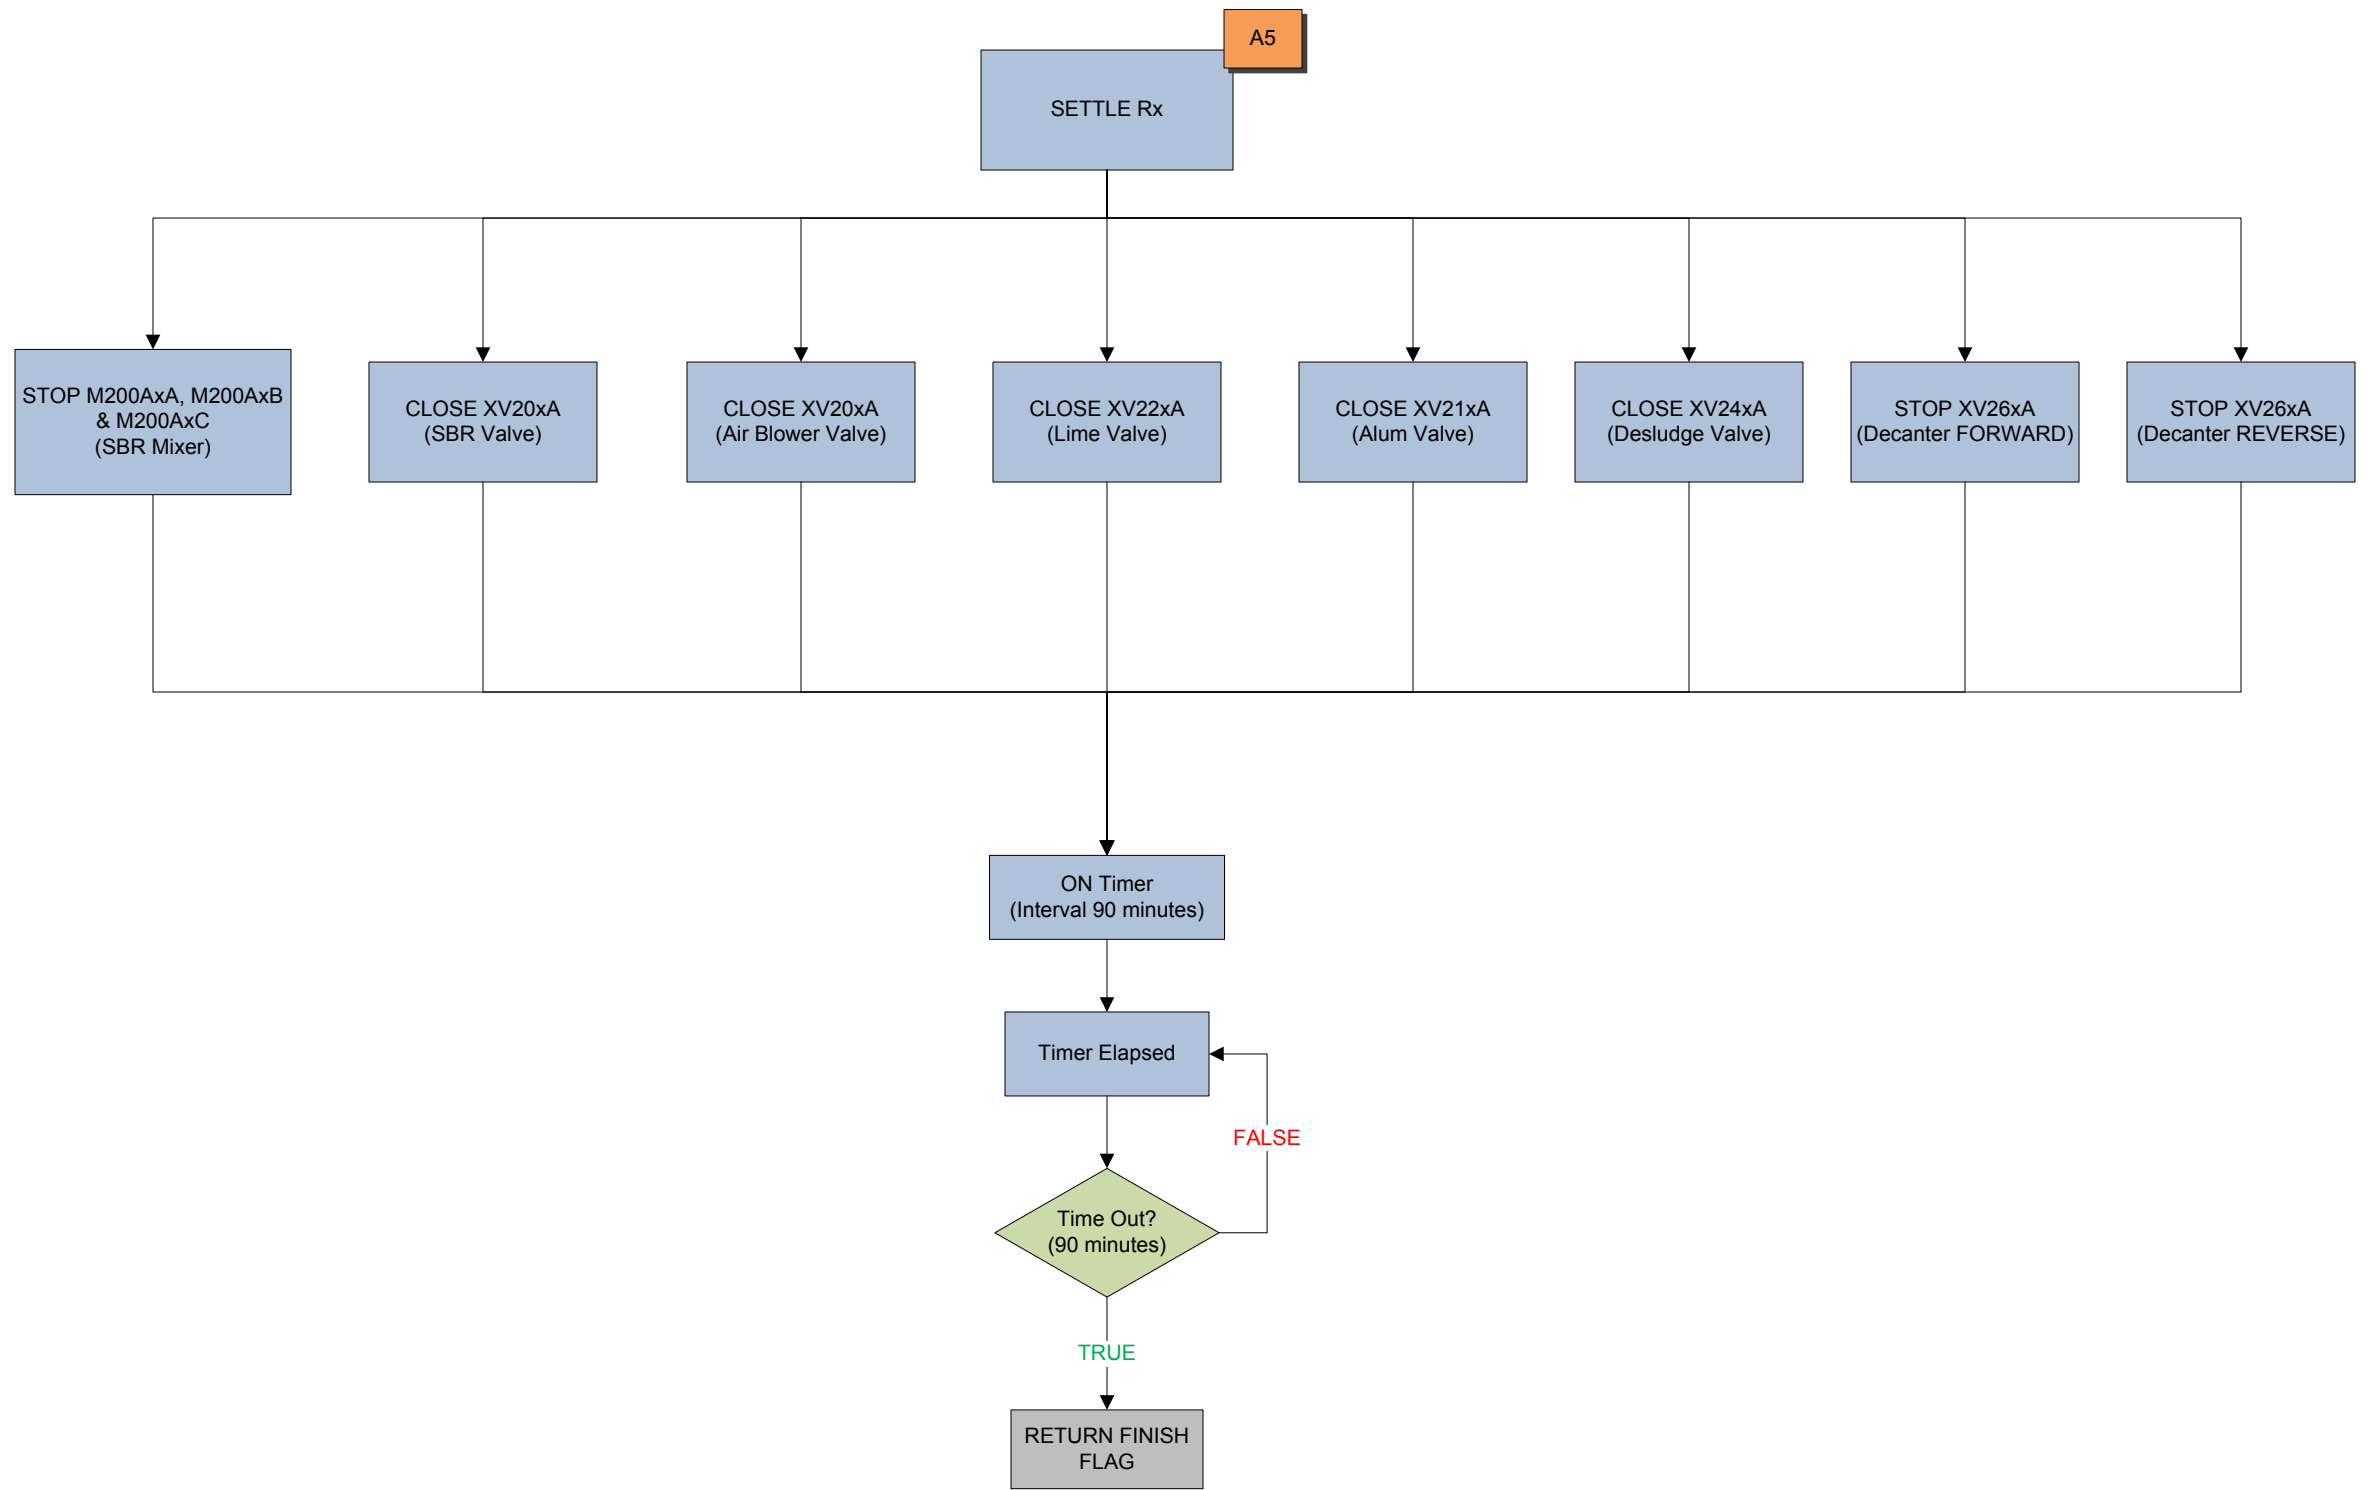 A5
SETTLE Rx
STOP M200AxA, M200AxB
& M200AxC
(SBR Mixer)
CLOSE XV20xA
(SBR Valve)
CLOSE XV20xA
(Air Blower Valve)
CLOSE XV22xA
(Lime Valve)
CLOSE XV21xA
(Alum Valve)
CLOSE XV24xA
(Desludge Valve)
STOP XV26xA
(Decanter FORWARD)
STOP XV26xA
(Decanter REVERSE)
ON Timer
(Interval 90 minutes)
Timer Elapsed
FALSE
Time Out?
(90 minutes)
TRUE
RETURN FINISH
FLAG